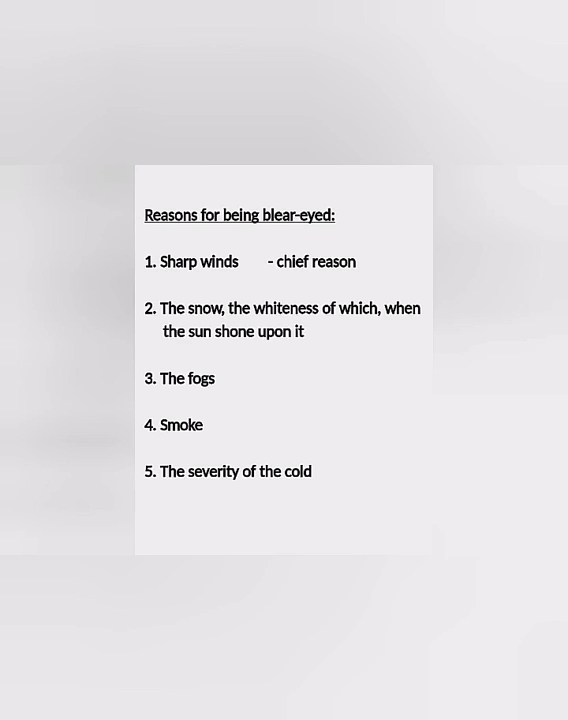 Reasons for being blear-eyed:
1. Sharp winds - chief reason
2. The snow, the whiteness of which, when
the sun shone upon it
3. The fogs
4. Smoke
5. The severity of the cold